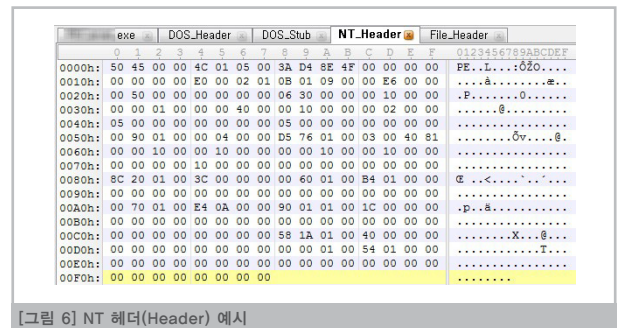 exe DOS_Header DOS_Stub NT_Header File_Header
0 1 2 3 4 5 6 7 8 9 A B C D E F 0123456789ABCDEF
0000h: 50 45 00 00 4C 01 05 00 3A D4 8E 4F 00 00 00 00 PE..L...:ÔŽO....
0010h: 00 00 00 00 E0 00 02 01 0B 01 09 00 00 E6 00 00 ....à........æ..
0020h: 00 50 00 00 00 00 00 00 06 30 00 00 00 10 00 00 .P.......0......
0030h: 00 00 01 00 00 00 40 00 00 10 00 00 00 02 00 00 ......@.........
0040h: 05 00 00 00 00 00 00 00 05 00 00 00 00 00 00 00 ................
0050h: 00 90 01 00 00 04 00 00 D5 76 01 00 03 00 40 81 ........Õv....@.
0060h: 00 00 10 00 00 10 00 00 00 00 10 00 00 10 00 00 ................
0070h: 00 00 00 00 10 00 00 00 00 00 00 00 00 00 00 00 ................
0080h: 8C 20 01 00 3C 00 00 00 00 60 01 00 B4 01 00 00 Œ ..<....`..´...
0090h: 00 00 00 00 00 00 00 00 00 00 00 00 00 00 00 00 ................
00A0h: 00 70 01 00 E4 0A 00 00 90 01 01 00 1C 00 00 00 .p..ä...........
00B0h: 00 00 00 00 00 00 00 00 00 00 00 00 00 00 00 00 ................
00C0h: 00 00 00 00 00 00 00 00 58 1A 01 00 40 00 00 00 ........X...@...
00D0h: 00 00 00 00 00 00 00 00 00 00 01 00 54 01 00 00 ............T...
00E0h: 00 00 00 00 00 00 00 00 00 00 00 00 00 00 00 00 ................
00F0h: 00 00 00 00 00 00 00 00 ........
[그림 6] NT 헤더(Header) 예시